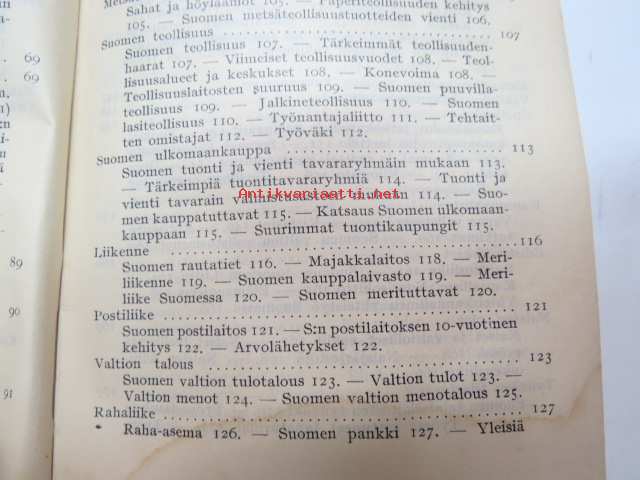 69
69
m.
1)
:n
i-
i
89
90
91
Sahat ja höyläämöt 105. — Paperiteollisuuden kehitys
105. — Suomen metsäteollisuustuotteiden vienti 106.
Suomen teollisuus 107
Suomen teollisuus 107. — Tärkeimmät teollisuuden-
haarat 107. — Viimeiset teollisuusvuodet 108. — Teol-
lisuusalueet ja keskukset 108. — Konevoima 108. —
Teollisuuslaitosten suuruus 109. — Suomen puuvilla-
teollisuus 109. — Jalkineteollisuus 110. — Suomen
lasiteollisuus 110. — Työnantajaliitto 111. — Tehtait-
ten omistajat 112. — Työväki 112.
Suomen ulkomaankauppa 113
Suomen tuonti ja vienti tavararyhmäin mukaan 113.
— Tärkeimpiä tuontitavararyhmiä 114. — Tuonti ja
Antikvariaatti.net
vienti tavarain valmistusasteen mukaan 114. — Suo-
men kauppatuttavat 115. — Katsaus Suomen ulkomaan-
kauppaan 115. — Suurimmat tuontikaupungit 115.
Liikenne 116
Suomen rautatiet 116. — Majakkalaitos 118. — Meri-
liikenne 119. — Suomen kauppalaivasto 119. — Meri-
liike Suomessa 120. — Suomen merituttavat 120.
Postiliike 121
Suomen postilaitos 121. — S:n postilaitoksen 10-vuotinen
kehitys 122. — Arvolähetykset 122.
Valtion talous 123
Suomen valtion tulotalous 123. — Valtion tulot 123. —
Valtion menot 124. — Suomen valtion menotalous 125.
Rahaliike 127
Raha-asema 126. — Suomen pankki 127. — Yleisiä